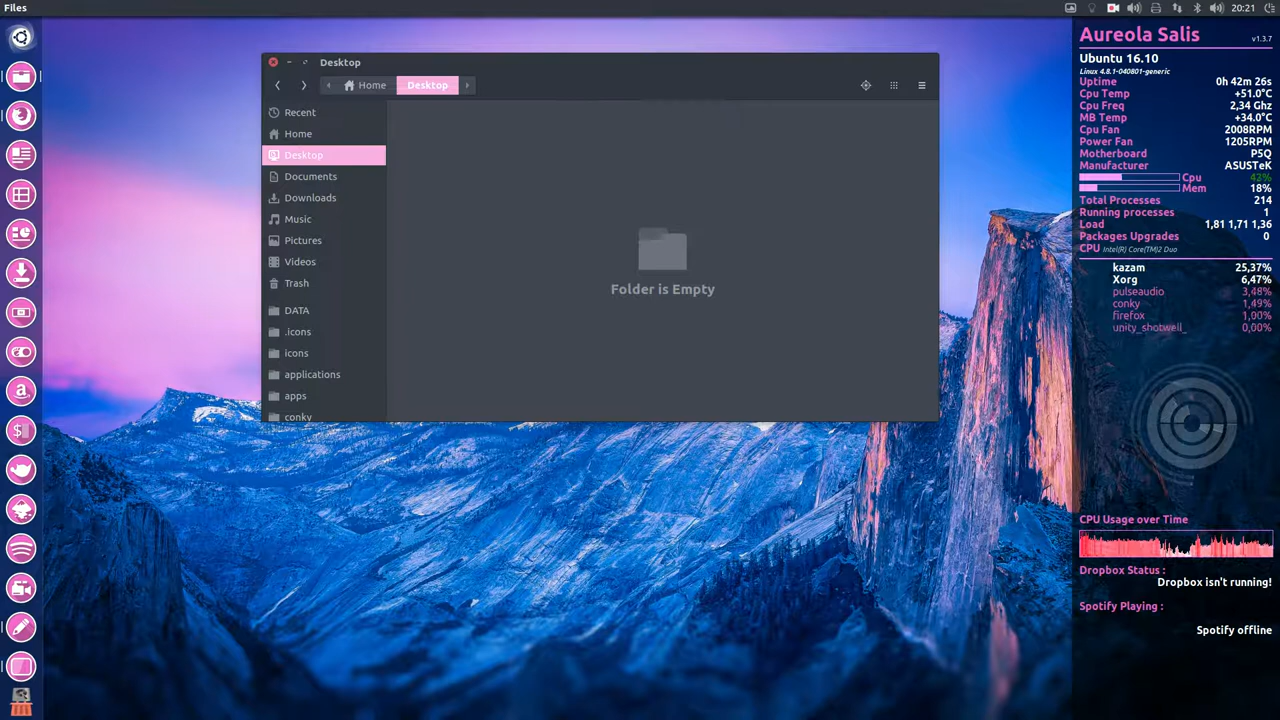 Files
20:21
Desktop
Home
Desktop
Recent
Home
Desktop
Documents
Downloads
Music
Pictures
Videos
Trash
DATA
.icons
icons
applications
apps
conky
Folder is Empty
Aureola Salis v1.3.7
Ubuntu 16.10
Linux 4.8.1-040801-generic
Uptime 0h 42m 26s
Cpu Temp +51.0°C
Cpu Freq 2,34 Ghz
MB Temp +34.0°C
Cpu Fan 2008RPM
Power Fan 1205RPM
Motherboard P5Q
Manufacturer ASUSTeK
Cpu 42%
Mem 18%
Total Processes 214
Running processes 1
Load 1,81 1,71 1,36
Packages Upgrades 0
CPU Intel(R) Core(TM)2 Duo
kazam 25,37%
Xorg 6,47%
pulseaudio 3,48%
conky 1,49%
firefox 1,00%
unity_shotwell_ 0,00%
CPU Usage over Time
Dropbox Status :
Dropbox isn't running!
Spotify Playing :
Spotify offline